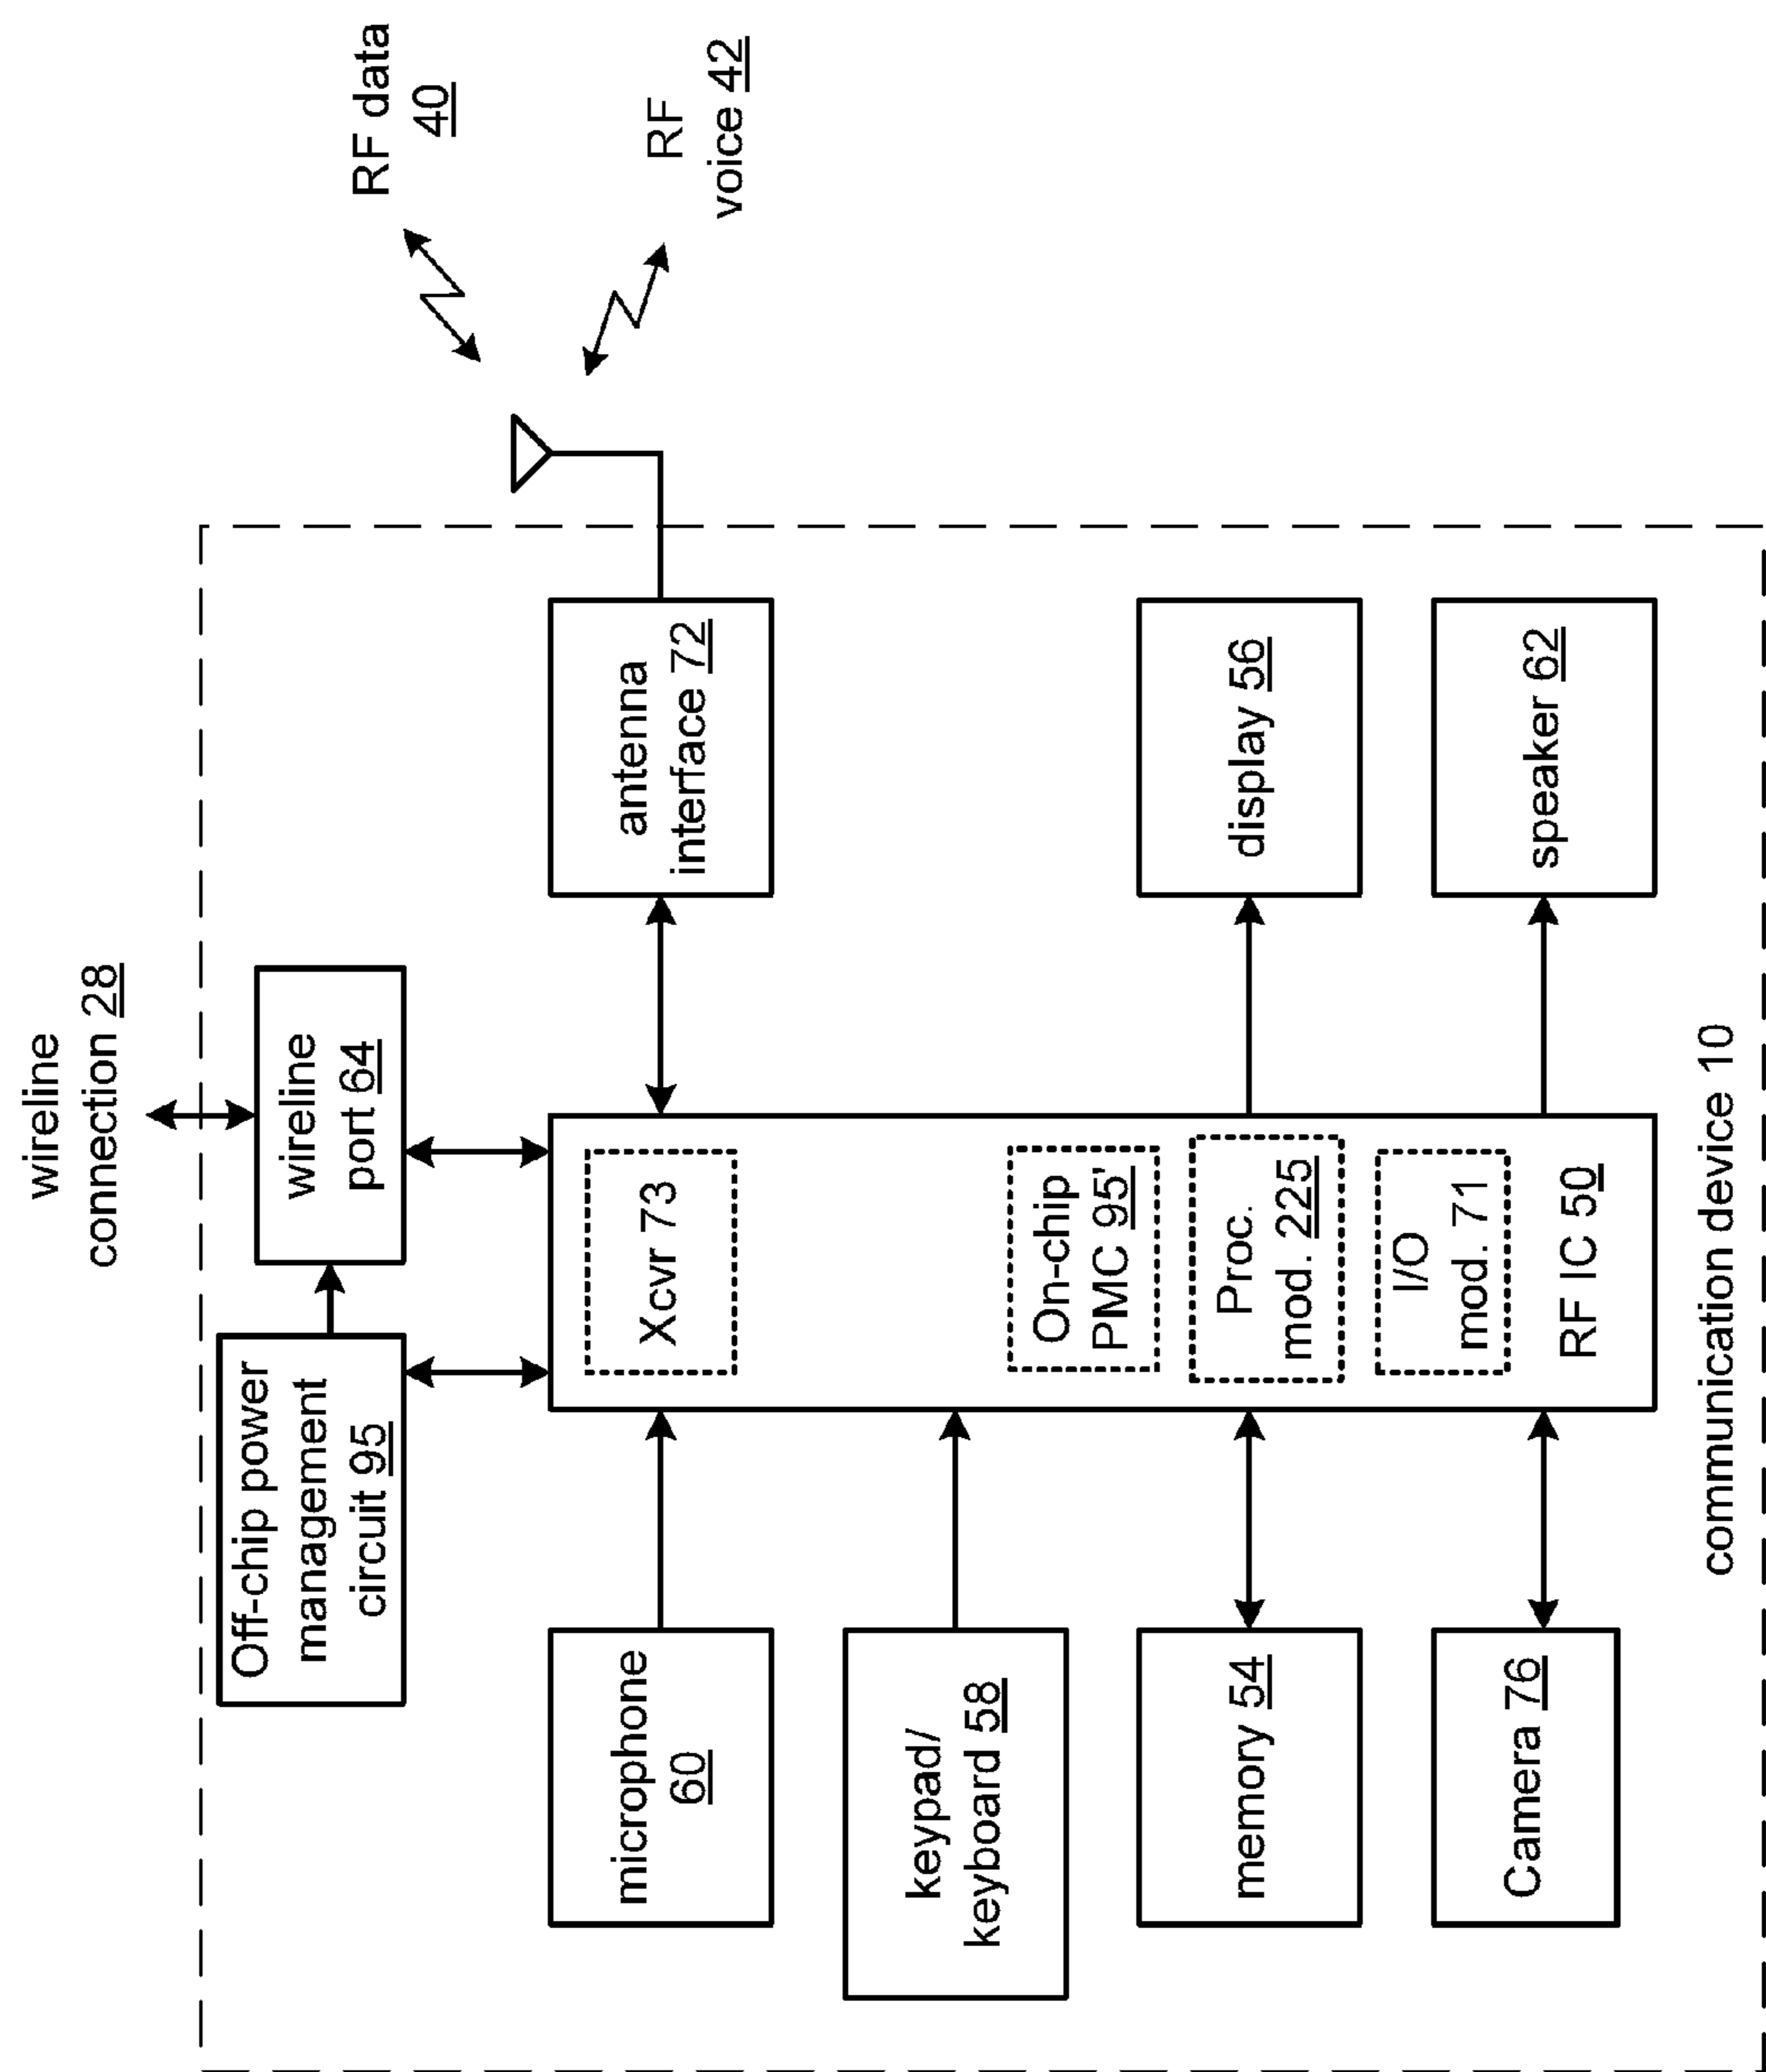 wireline
connection 28
RF data
40
RF
voice 42
Off-chip power
management
circuit 95
wireline
port 64
microphone
60
Xcvr 73
antenna
interface 72
keypad/
keyboard 58
On-chip
PMC 95'
memory 54
Proc.
mod. 225
display 56
Camera 76
I/O
mod. 71
RF IC 50
speaker 62
communication device 10